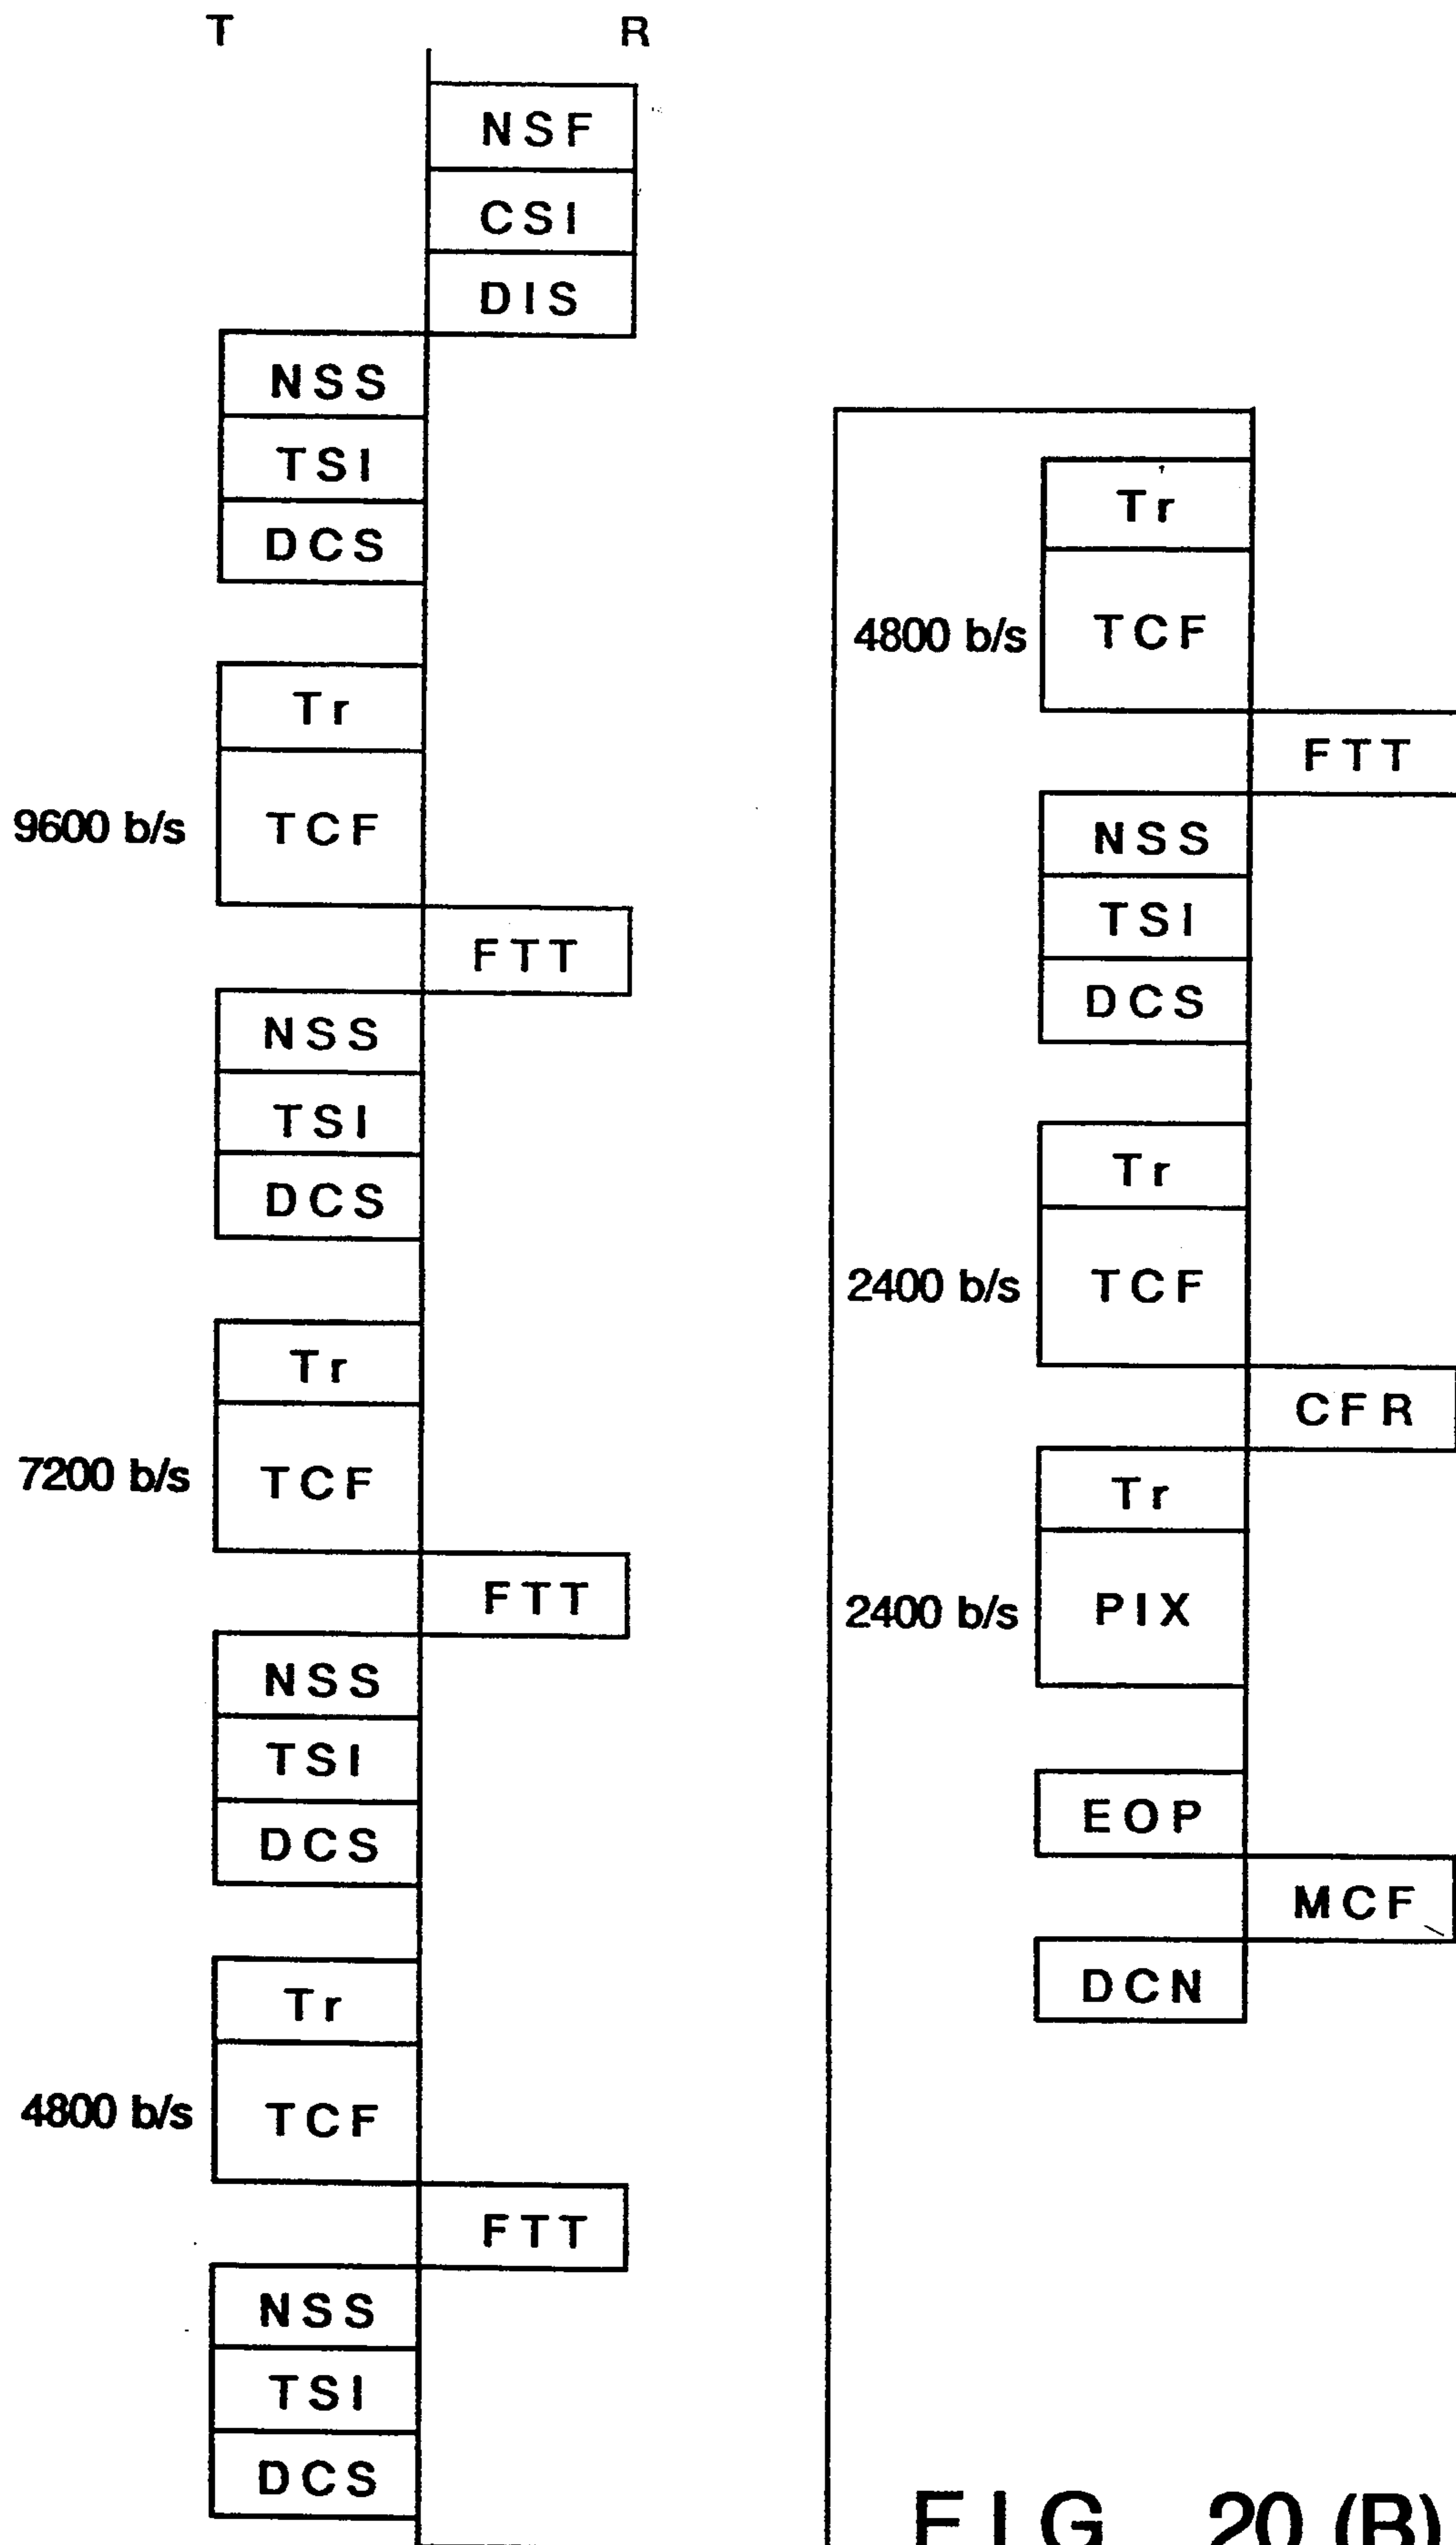 T R
NSF
CSI
DIS
NSS
TSI
DCS
Tr
9600 b/s TCF
FTT
NSS
TSI
DCS
Tr
7200 b/s TCF
FTT
NSS
TSI
DCS
Tr
4800 b/s TCF
FTT
NSS
TSI
DCS
Tr
4800 b/s TCF
FTT
NSS
TSI
DCS
Tr
2400 b/s TCF
CFR
Tr
2400 b/s PIX
EOP
MCF
DCN
FIG. 20 (B)